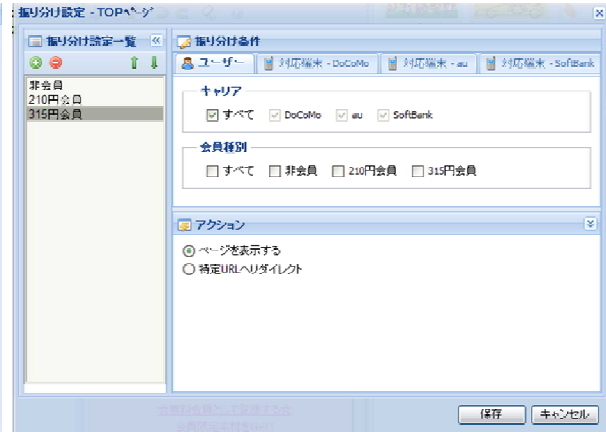 振り分け設定 - TOPページ
振り分け設定一覧
非会員
210円会員
315円会員
振り分け条件
ユーザー 対応端末 - DoCoMo 対応端末 - au 対応端末 - SoftBank
キャリア
すべて DoCoMo au SoftBank
会員種別
すべて 非会員 210円会員 315円会員
アクション
ページを表示する
特定URLへリダイレクト
保存 キャンセル